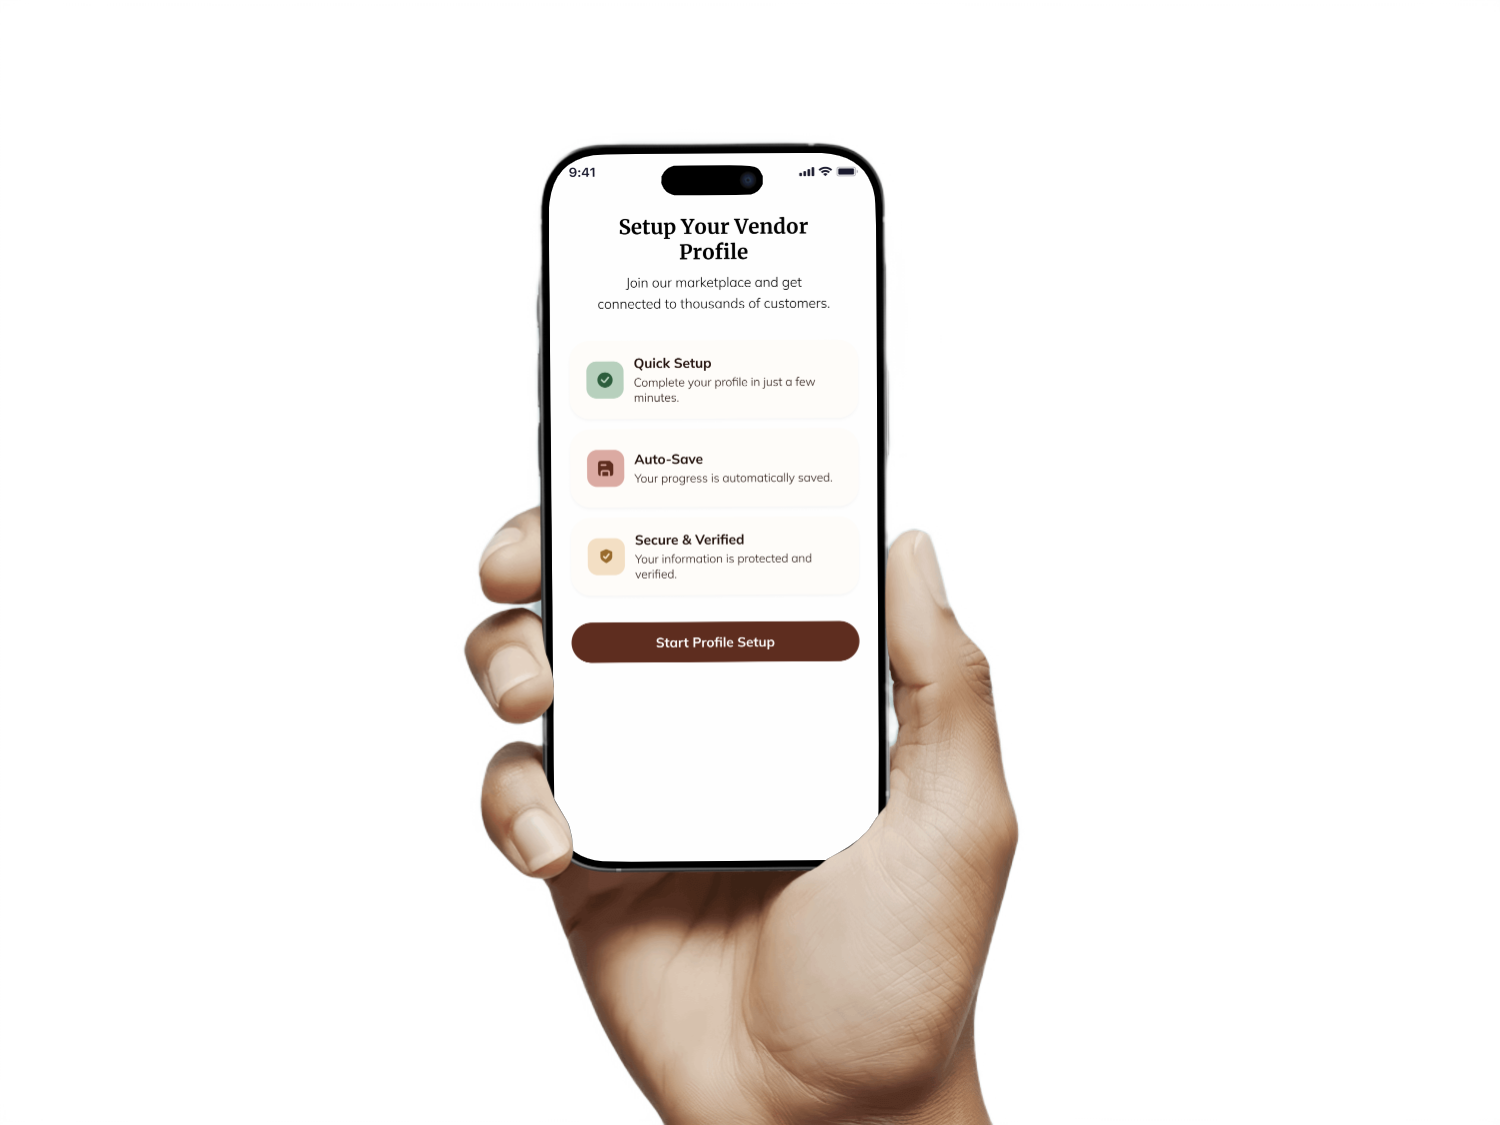 9:41
Setup Your Vendor
Profile
Join our marketplace and get
connected to thousands of customers.
Quick Setup
Complete your profile in just a few
minutes.
Auto-Save
Your progress is automatically saved.
Secure & Verified
Your information is protected and
verified.
Start Profile Setup